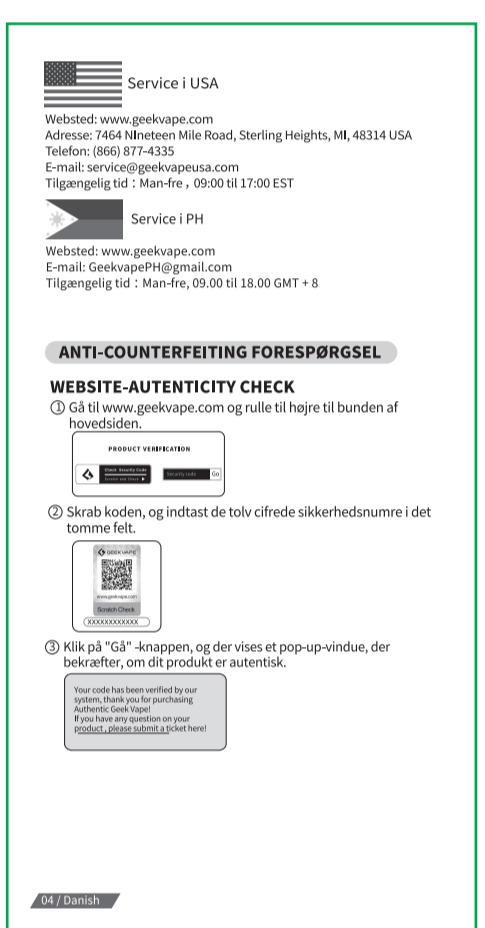 Service i USA
Websted: www.geekvape.com
Adresse: 7464 NIneteen Mile Road, Sterling Heights, MI, 48314 USA
Telefon: (866) 877-4335
E-mail: service@geekvapeusa.com
Tilgængelig tid：Man-fre，09:00 til 17:00 EST
Service i PH
Websted: www.geekvape.com
E-mail: GeekvapePH@gmail.com
Tilgængelig tid：Man-fre, 09.00 til 18.00 GMT + 8
ANTI-COUNTERFEITING FORESPØRGSEL
WEBSITE-AUTENTICITY CHECK
① Gå til www.geekvape.com og rulle til højre til bunden af
hovedsiden.
PRODUCT VERIFICATION
Check Security Code
Scratch and Check ▶
Security code
Go
② Skrab koden, og indtast de tolv cifrede sikkerhedsnumre i det
tomme felt.
GEEKVAPE
www.geekvape.com
Scratch Check
XXXXXXXXXXXX
③ Klik på "Gå" -knappen, og der vises et pop-up-vindue, der
bekræfter, om dit produkt er autentisk.
Your code has been verified by our
system, thank you for purchasing
Authentic Geek Vape!
If you have any question on your
product , please submit a ticket here!
04 / Danish